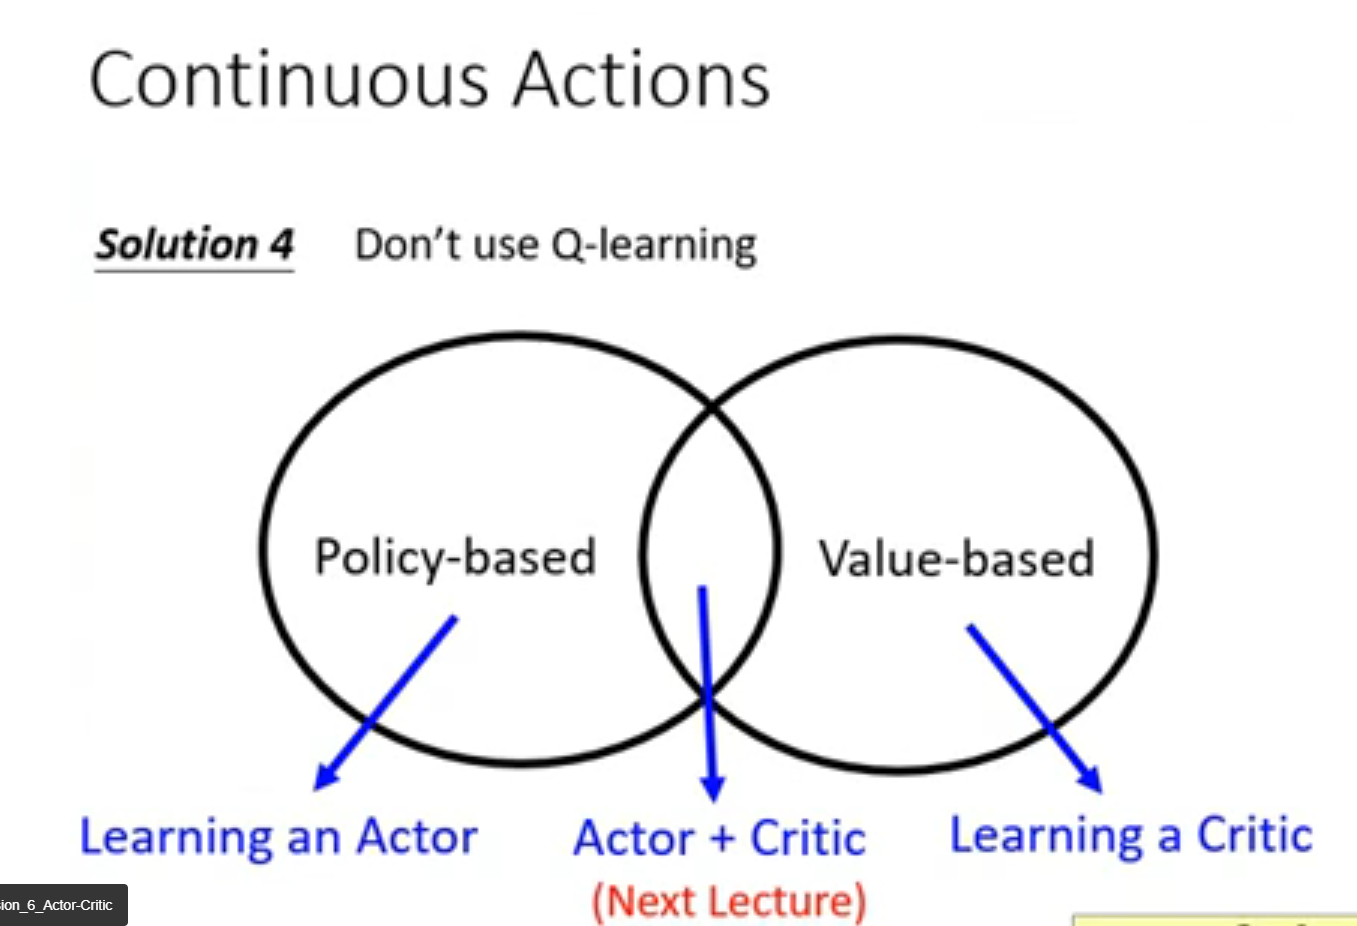 Continuous Actions
Solution 4 Don't use Q-learning
Policy-based Value-based
Learning an Actor Actor + Critic Learning a Critic
(Next Lecture)
ion_6_Actor-Critic